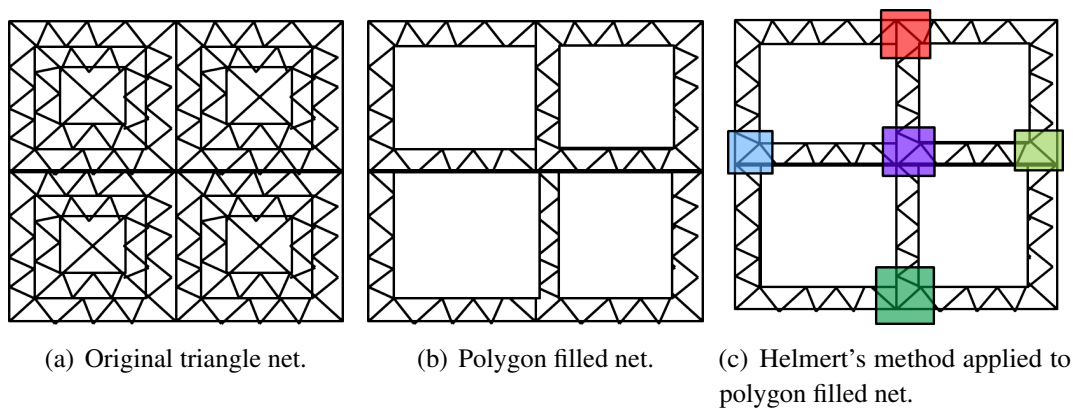 (a) Original triangle net.
(b) Polygon filled net.
(c) Helmert's method applied to
polygon filled net.